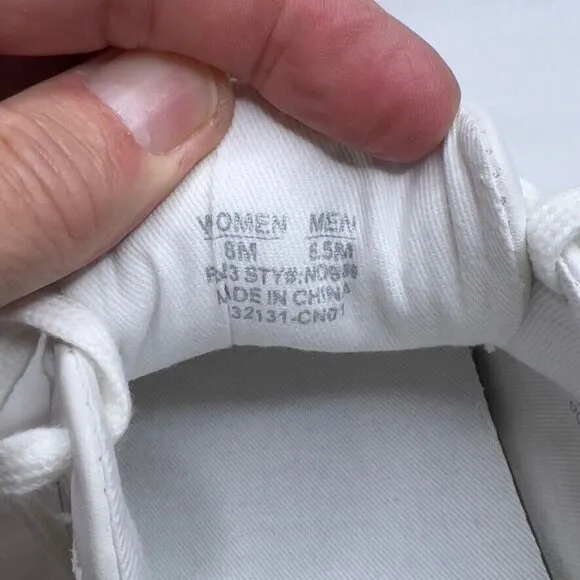 WOMEN MEN
8M 6.5M
STY#:
MADE IN CHINA
32131-CN01